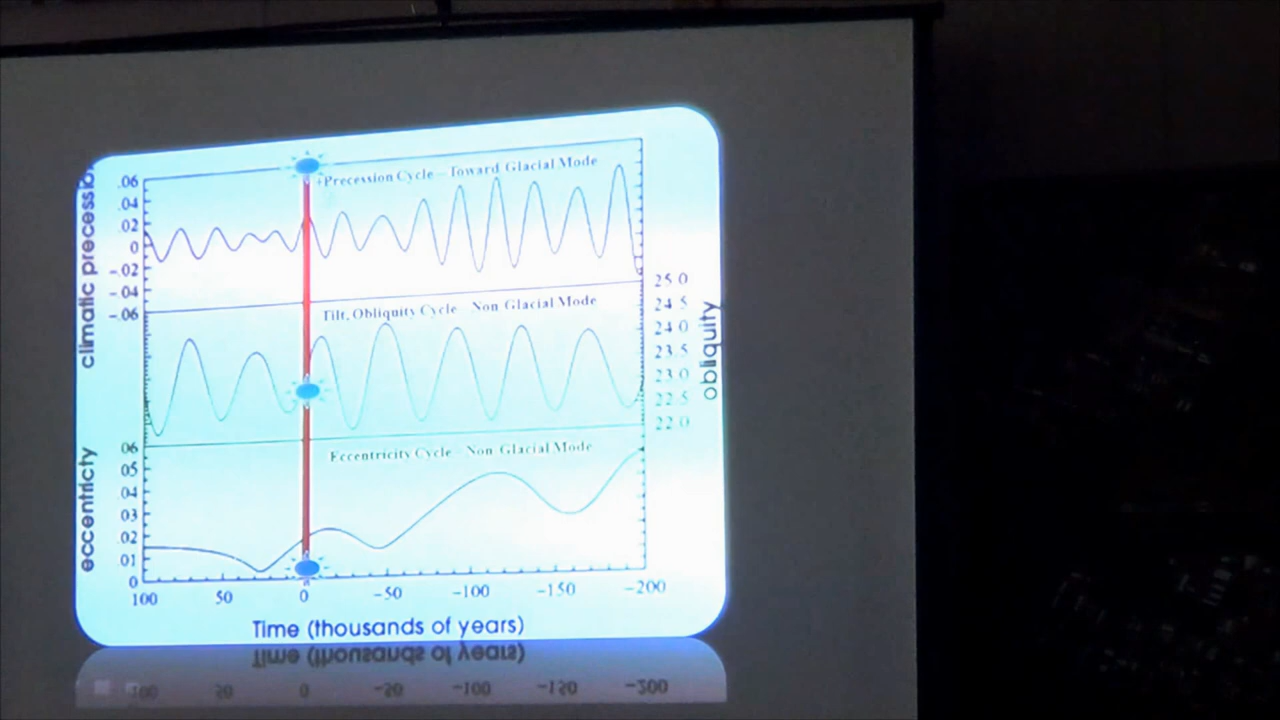 +Precession Cycle - Toward Glacial Mode
climatic precession
.06
.04
.02
0
-.02
-.04
-.06
Tilt, Obliquity Cycle - Non Glacial Mode
25.0
24.5
24.0
23.5
23.0
22.5
22.0
obliquity
Eccentricity Cycle - Non Glacial Mode
eccentricty
06
05
.04
.03
.02
.01
0
100 50 0 -50 -100 -150 -200
Time (thousands of years)